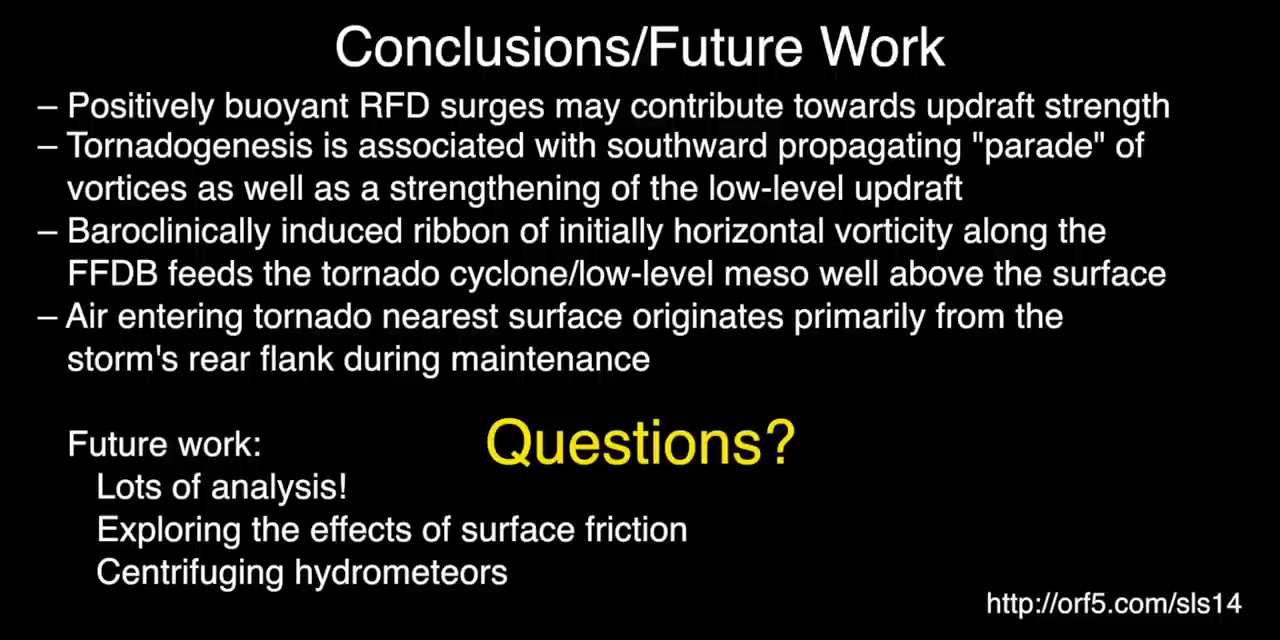 Conclusions/Future Work
– Positively buoyant RFD surges may contribute towards updraft strength
– Tornadogenesis is associated with southward propagating "parade" of
vortices as well as a strengthening of the low-level updraft
– Baroclinically induced ribbon of initially horizontal vorticity along the
FFDB feeds the tornado cyclone/low-level meso well above the surface
– Air entering tornado nearest surface originates primarily from the
storm's rear flank during maintenance
Future work:
Questions?
Lots of analysis!
Exploring the effects of surface friction
Centrifuging hydrometeors
http://orf5.com/sls14